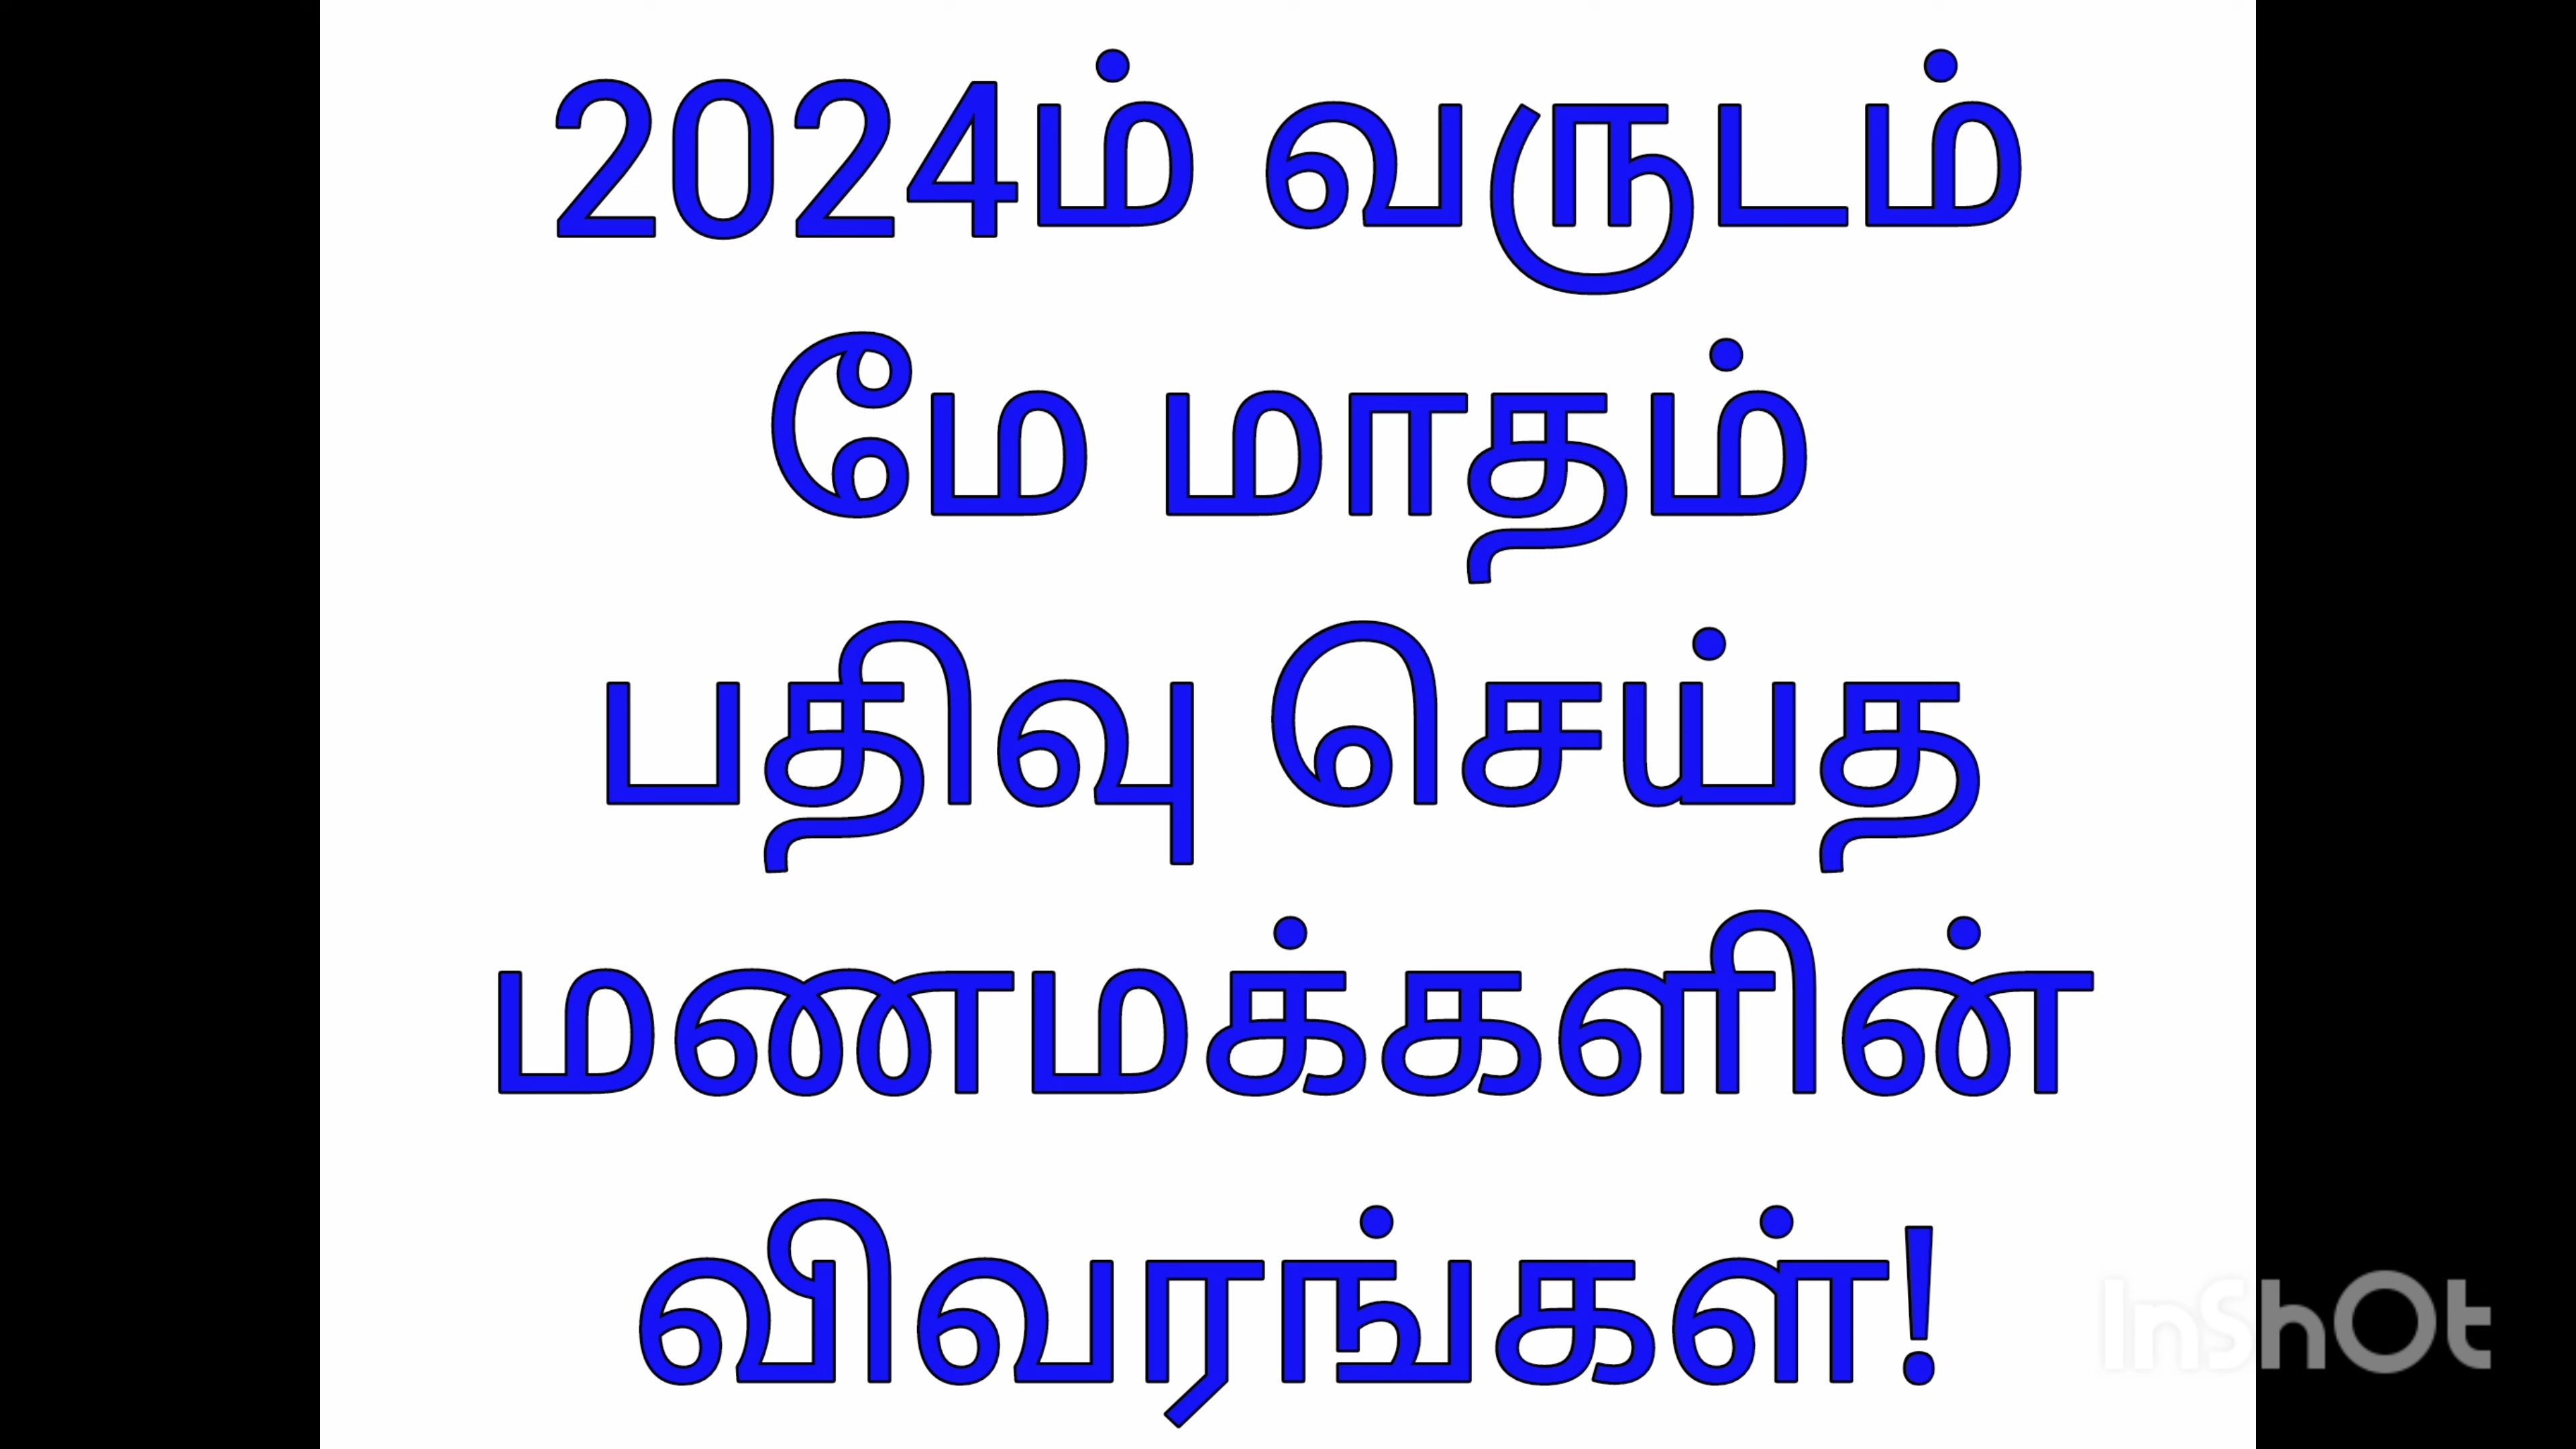 2024ம் வருடம்
மே மாதம்
பதிவு செய்த
மணமக்களின்
விவரங்கள்!
InShOt